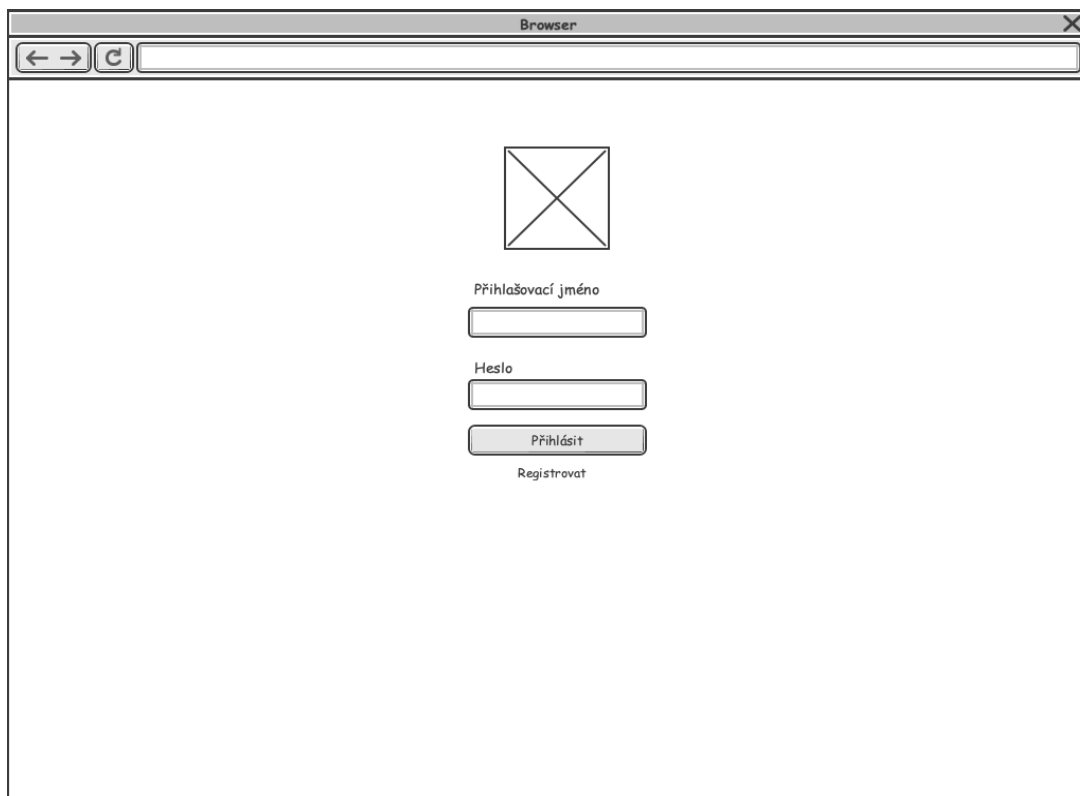 Browser
Přihlašovací jméno
Heslo
Přihlásit
Registrovat